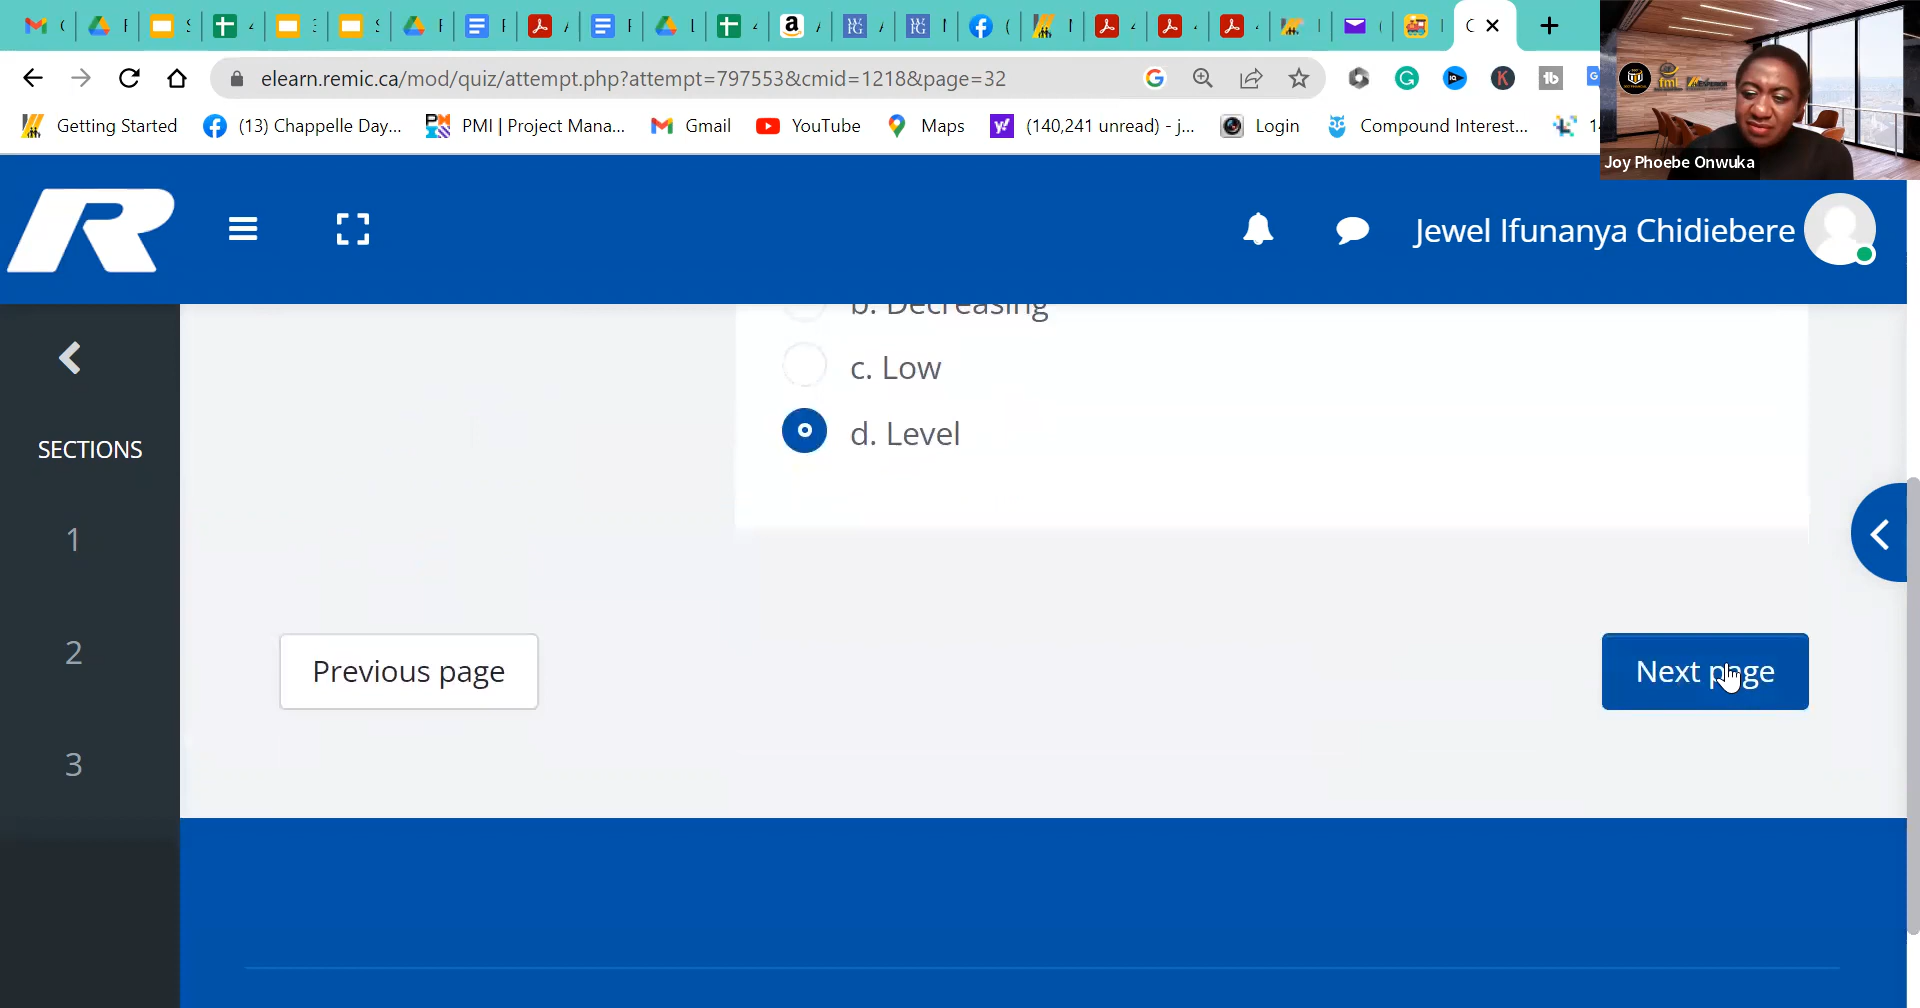 elearn.remic.ca/mod/quiz/attempt.php?attempt=797553&cmid=1218&page=32
Getting Started
(13) Chappelle Day...
PMI | Project Mana...
Gmail
YouTube
Maps
(140,241 unread) - j...
Login
Compound Interest...
Joy Phoebe Onwuka
Jewel Ifunanya Chidiebere
b. Decreasing
c. Low
d. Level
SECTIONS
1
2
3
Previous page
Next page